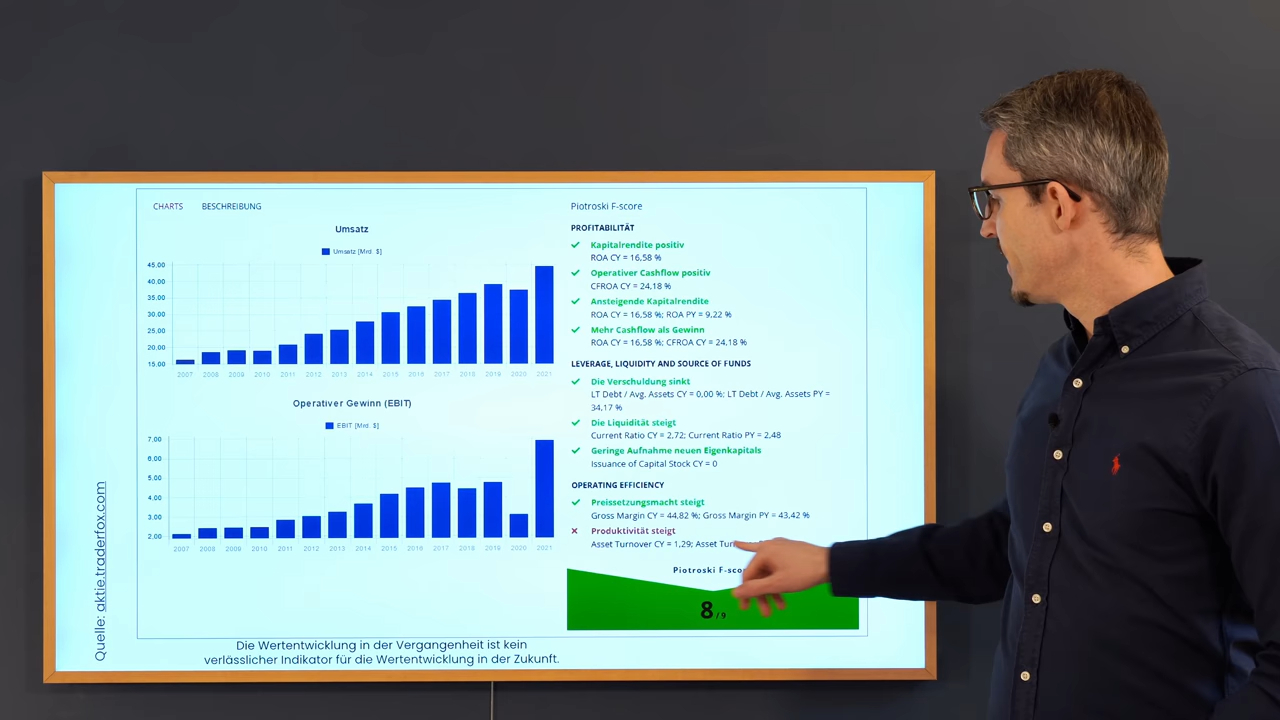 CHARTS
BESCHREIBUNG
Umsatz
Umsatz [Mrd. $]
45,00
40,00
35,00
30,00
25,00
20,00
15,00
2007 2008 2009 2010 2011 2012 2013 2014 2015 2016 2017 2018 2019 2020 2021
Operativer Gewinn (EBIT)
EBIT [Mrd. $]
7,00
6,00
5,00
4,00
3,00
2,00
2007 2008 2009 2010 2011 2012 2013 2014 2015 2016 2017 2018 2019 2020 2021
Piotroski F-score
PROFITABILITÄT
Kapitalrendite positiv
ROA CY = 16,58 %
Operativer Cashflow positiv
CFROA CY = 24,18 %
Ansteigende Kapitalrendite
ROA CY = 16,58 %; ROA PY = 9,22 %
Mehr Cashflow als Gewinn
ROA CY = 16,58 %; CFROA CY = 24,18 %
LEVERAGE, LIQUIDITY AND SOURCE OF FUNDS
Die Verschuldung sinkt
LT Debt / Avg. Assets CY = 0,00 %; LT Debt / Avg. Assets PY =
34,17 %
Die Liquidität steigt
Current Ratio CY = 2,72; Current Ratio PY = 2,48
Geringe Aufnahme neuen Eigenkapitals
Issuance of Capital Stock CY = 0
OPERATING EFFICIENCY
Preissetzungsmacht steigt
Gross Margin CY = 44,82 %; Gross Margin PY = 43,42 %
Produktivität steigt
Asset Turnover CY = 1,29; Asset
Piotroski
8 / 9
Quelle: aktie.traderfox.com
Die Wertentwicklung in der Vergangenheit ist kein
verlässlicher Indikator für die Wertentwicklung in der Zukunft.